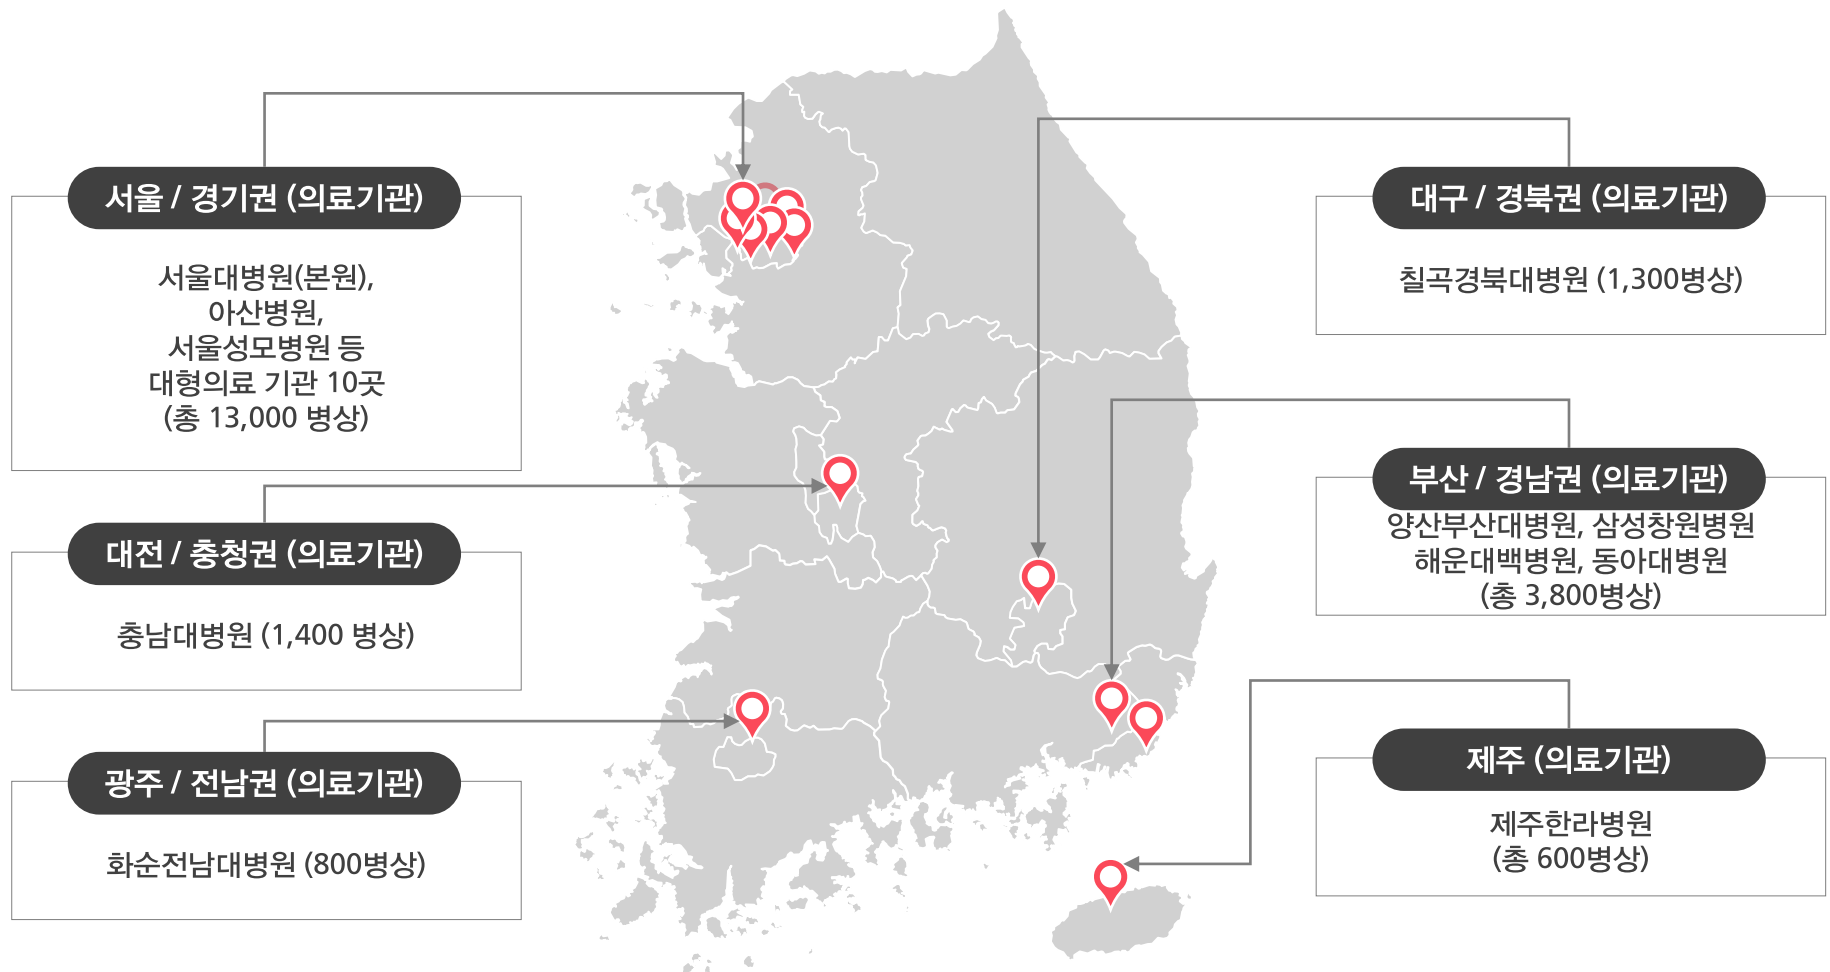 서울 / 경기권 (의료기관)
서울대병원(본원),
아산병원,
서울성모병원 등
대형의료 기관 10곳
(총 13,000 병상)
대전 / 충청권 (의료기관)
충남대병원 (1,400 병상)
광주 / 전남권 (의료기관)
화순전남대병원 (800병상)
대구 / 경북권 (의료기관)
칠곡경북대병원 (1,300병상)
부산 / 경남권 (의료기관)
양산부산대병원, 삼성창원병원
해운대백병원, 동아대병원
(총 3,800병상)
제주 (의료기관)
제주한라병원
(총 600병상)